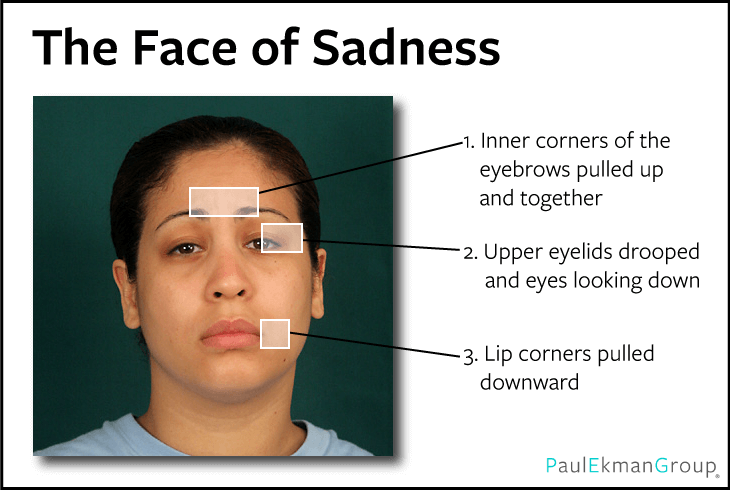 The Face of Sadness
1. Inner corners of the
eyebrows pulled up
and together
2. Upper eyelids drooped
and eyes looking down
3. Lip corners pulled
downward
PaulEkmanGroup®